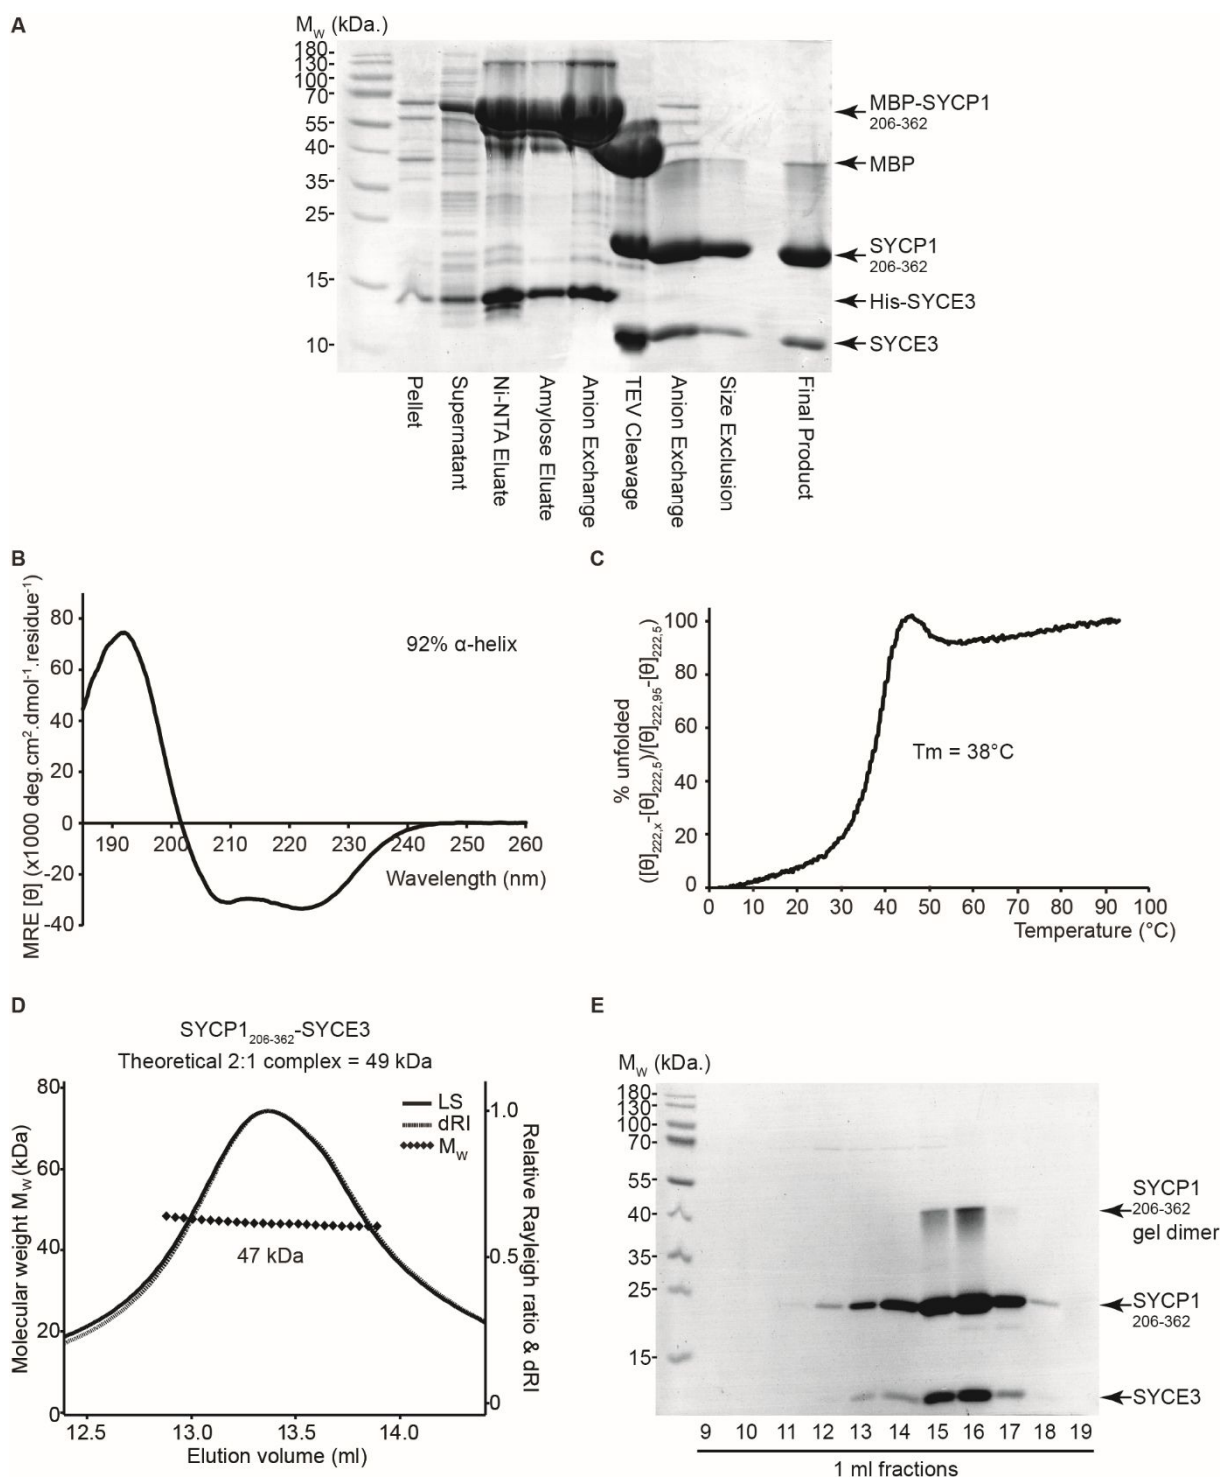 A
Mw (kDa.)
180-
130-
100-
70-
55-
40-
35-
25-
15-
10-
MBP-SYCP1
206-362
MBP
SYCP1
206-362
His-SYCE3
SYCE3
Pellet
Supernatant
Ni-NTA Eluate
Amylose Eluate
Anion Exchange
TEV Cleavage
Anion Exchange
Size Exclusion
Final Product
B
MRE [θ] (x1000 deg.cm².dmol⁻¹.residue⁻¹)
80
60
40
20
0
-20
-40
190 200 210 220 230 240 250 260
Wavelength (nm)
92% α-helix
C
([θ]222,x-[θ]222,5/([θ]222,95-[θ]222,5)
% unfolded
100
80
60
40
20
0
0 10 20 30 40 50 60 70 80 90 100
Temperature (°C)
Tm = 38°C
D
SYCP1206-362-SYCE3
Theoretical 2:1 complex = 49 kDa
Molecular weight Mw(kDa)
80
60
40
20
0
LS
dRI
Mw
47 kDa
1.0
0.5
0
Relative Rayleigh ratio & dRI
12.5 13.0 13.5 14.0
Elution volume (ml)
E
Mw (kDa.)
180-
130-
100-
70-
55-
40-
35-
25-
15-
SYCP1
206-362
gel dimer
SYCP1
206-362
SYCE3
9 10 11 12 13 14 15 16 17 18 19
1 ml fractions